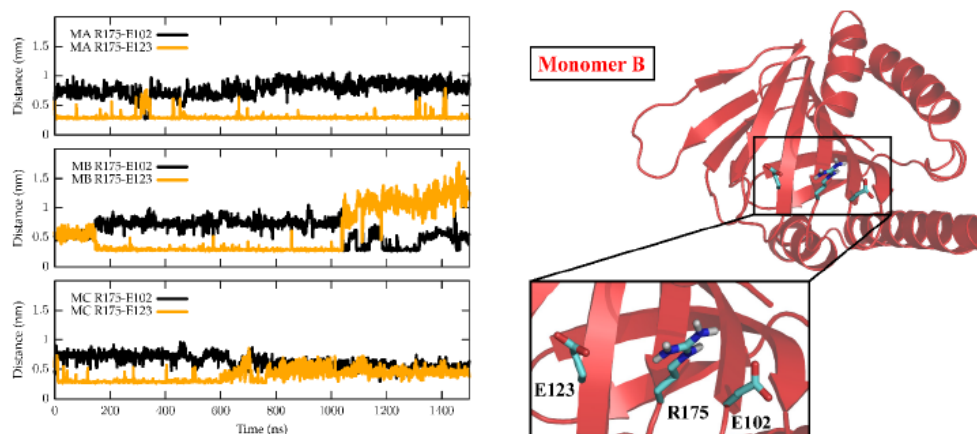 MA R175-E102
MA R175-E123
Distance (nm)
1.5
1
0.5
0
MB R175-E102
MB R175-E123
Distance (nm)
1.5
1
0.5
0
MC R175-E102
MC R175-E123
Distance (nm)
1.5
1
0.5
0
0 200 400 600 800 1000 1200 1400
Time (ns)
Monomer B
E123
R175
E102